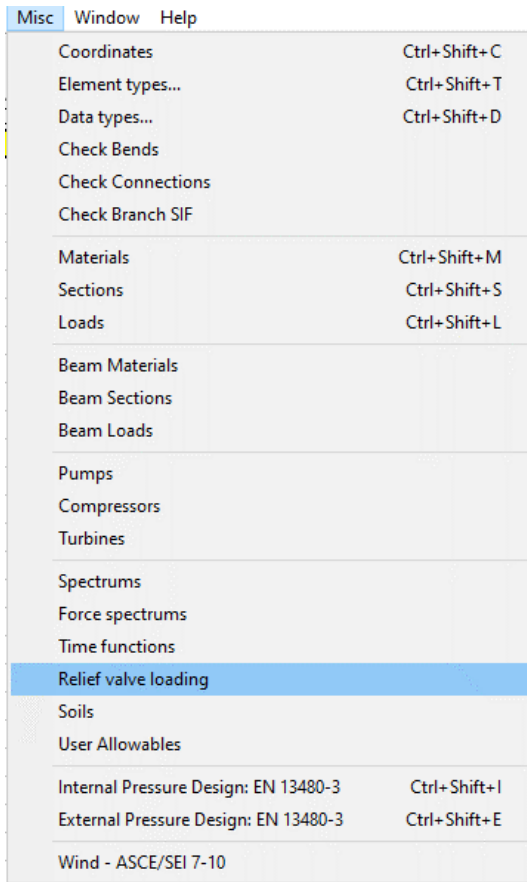 Misc Window Help
Coordinates Ctrl+Shift+C
Element types... Ctrl+Shift+T
Data types... Ctrl+Shift+D
Check Bends
Check Connections
Check Branch SIF
Materials Ctrl+Shift+M
Sections Ctrl+Shift+S
Loads Ctrl+Shift+L
Beam Materials
Beam Sections
Beam Loads
Pumps
Compressors
Turbines
Spectrums
Force spectrums
Time functions
Relief valve loading
Soils
User Allowables
Internal Pressure Design: EN 13480-3 Ctrl+Shift+I
External Pressure Design: EN 13480-3 Ctrl+Shift+E
Wind - ASCE/SEI 7-10